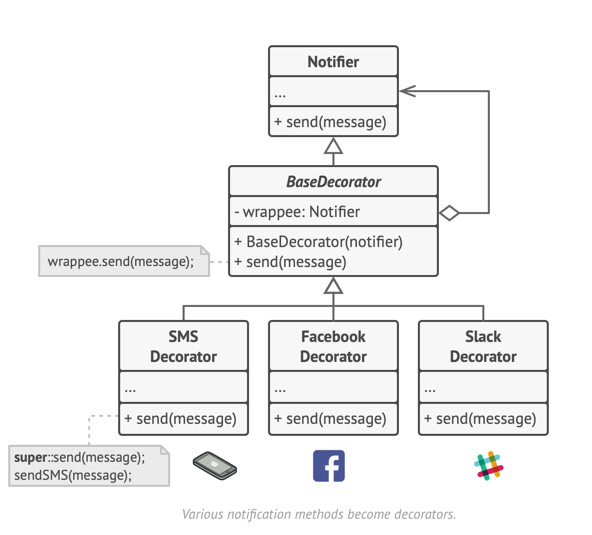 Notifier
...
+ send(message)
BaseDecorator
- wrappee: Notifier
+ BaseDecorator(notifier)
+ send(message)
wrappee.send(message);
SMS
Decorator
...
+ send(message)
Facebook
Decorator
...
+ send(message)
Slack
Decorator
...
+ send(message)
super::send(message);
sendSMS(message);
Various notification methods become decorators.